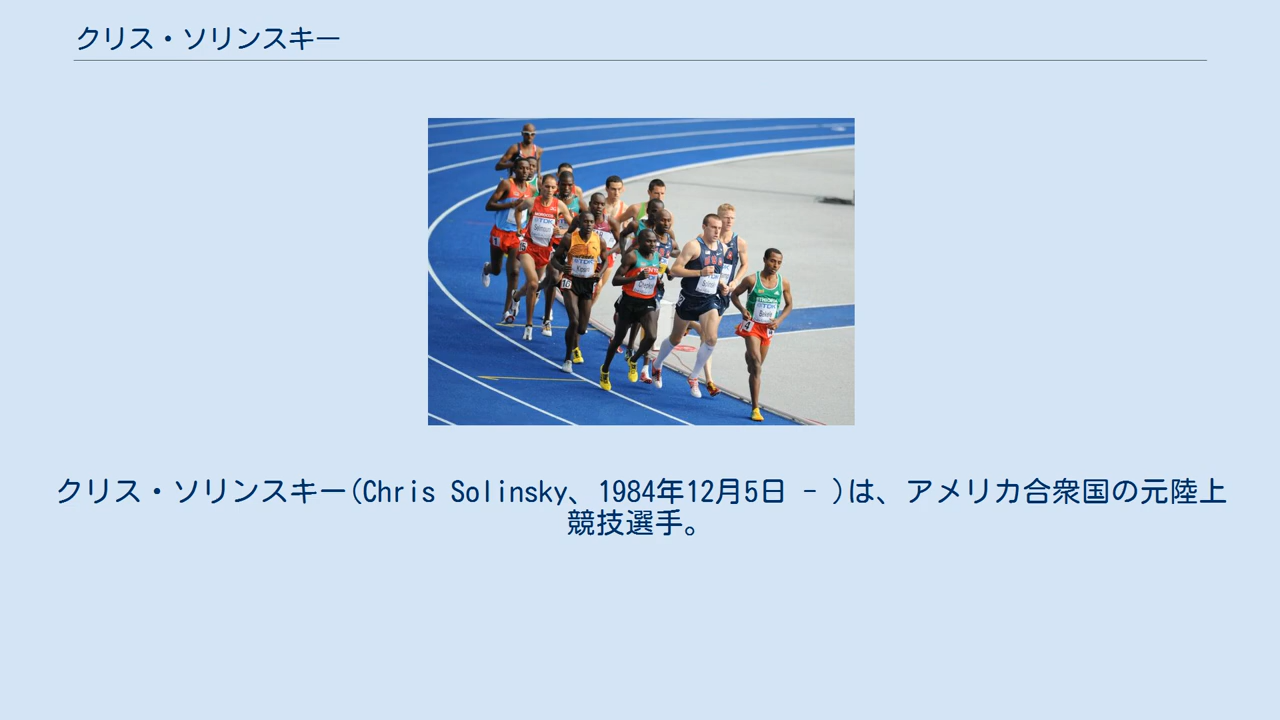 クリス・ソリンスキー
クリス・ソリンスキー(Chris Solinsky、1984年12月5日 - )は、アメリカ合衆国の元陸上
競技選手。